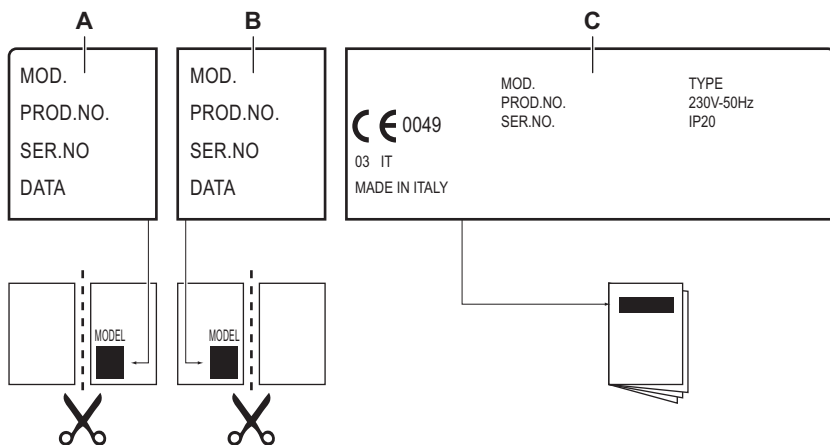 A
B
C
MOD.
PROD.NO.
SER.NO
DATA
MOD.
PROD.NO.
SER.NO
DATA
MOD.
PROD.NO.
SER.NO.
TYPE
230V-50Hz
IP20
CE 0049
03 IT
MADE IN ITALY
MODEL
MODEL